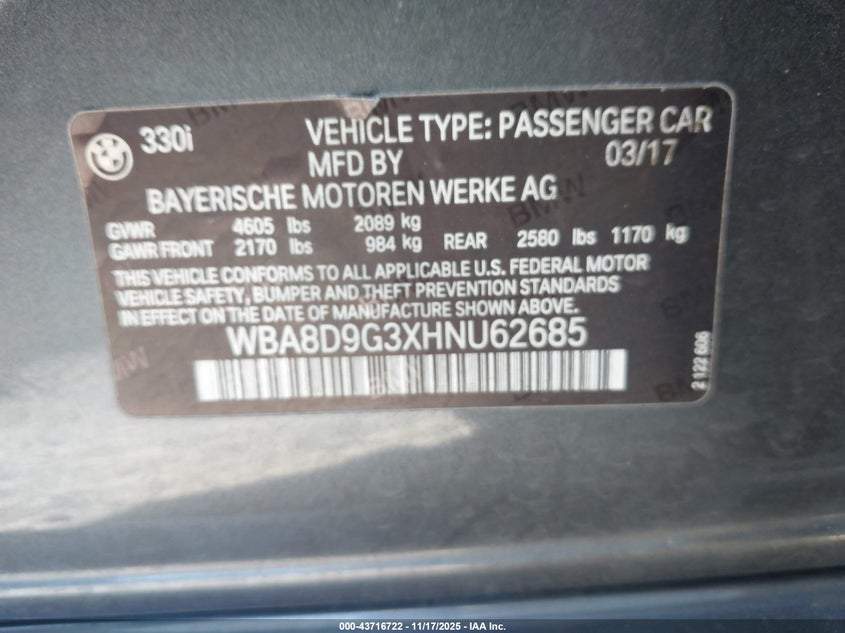 330i VEHICLE TYPE: PASSENGER CAR
MFD BY 03/17
BAYERISCHE MOTOREN WERKE AG
GVWR 4605 lbs 2089 kg
GAWR FRONT 2170 lbs 984 kg REAR 2580 lbs 1170 kg
THIS VEHICLE CONFORMS TO ALL APPLICABLE U.S. FEDERAL MOTOR
VEHICLE SAFETY, BUMPER AND THEFT PREVENTION STANDARDS
IN EFFECT ON THE DATE OF MANUFACTURE SHOWN ABOVE.
WBA8D9G3XHNU62685
2 122 606
000-43716722 - 11/17/2025 - IAA Inc.